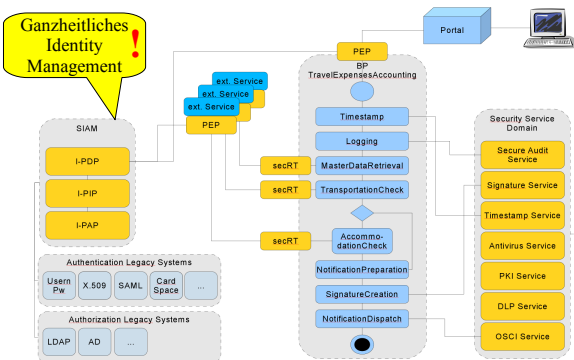 Ganzheitliches
Identity
Management
!
Portal
PEP
BP
TravelExpensesAccounting
ext. Service
ext. Service
ext. Service
PEP
SIAM
I-PDP
I-PIP
I-PAP
Timestamp
Logging
secRT
MasterDataRetrieval
secRT
TransportationCheck
secRT
Accommo-
dationCheck
NotificationPreparation
SignatureCreation
NotificationDispatch
Security Service
Domain
Secure Audit
Service
Signature Service
Timestamp Service
Antivirus Service
PKI Service
DLP Service
OSCI Service
Authentication Legacy Systems
Usern
Pw
X.509
SAML
Card
Space
...
Authorization Legacy Systems
LDAP
AD
...